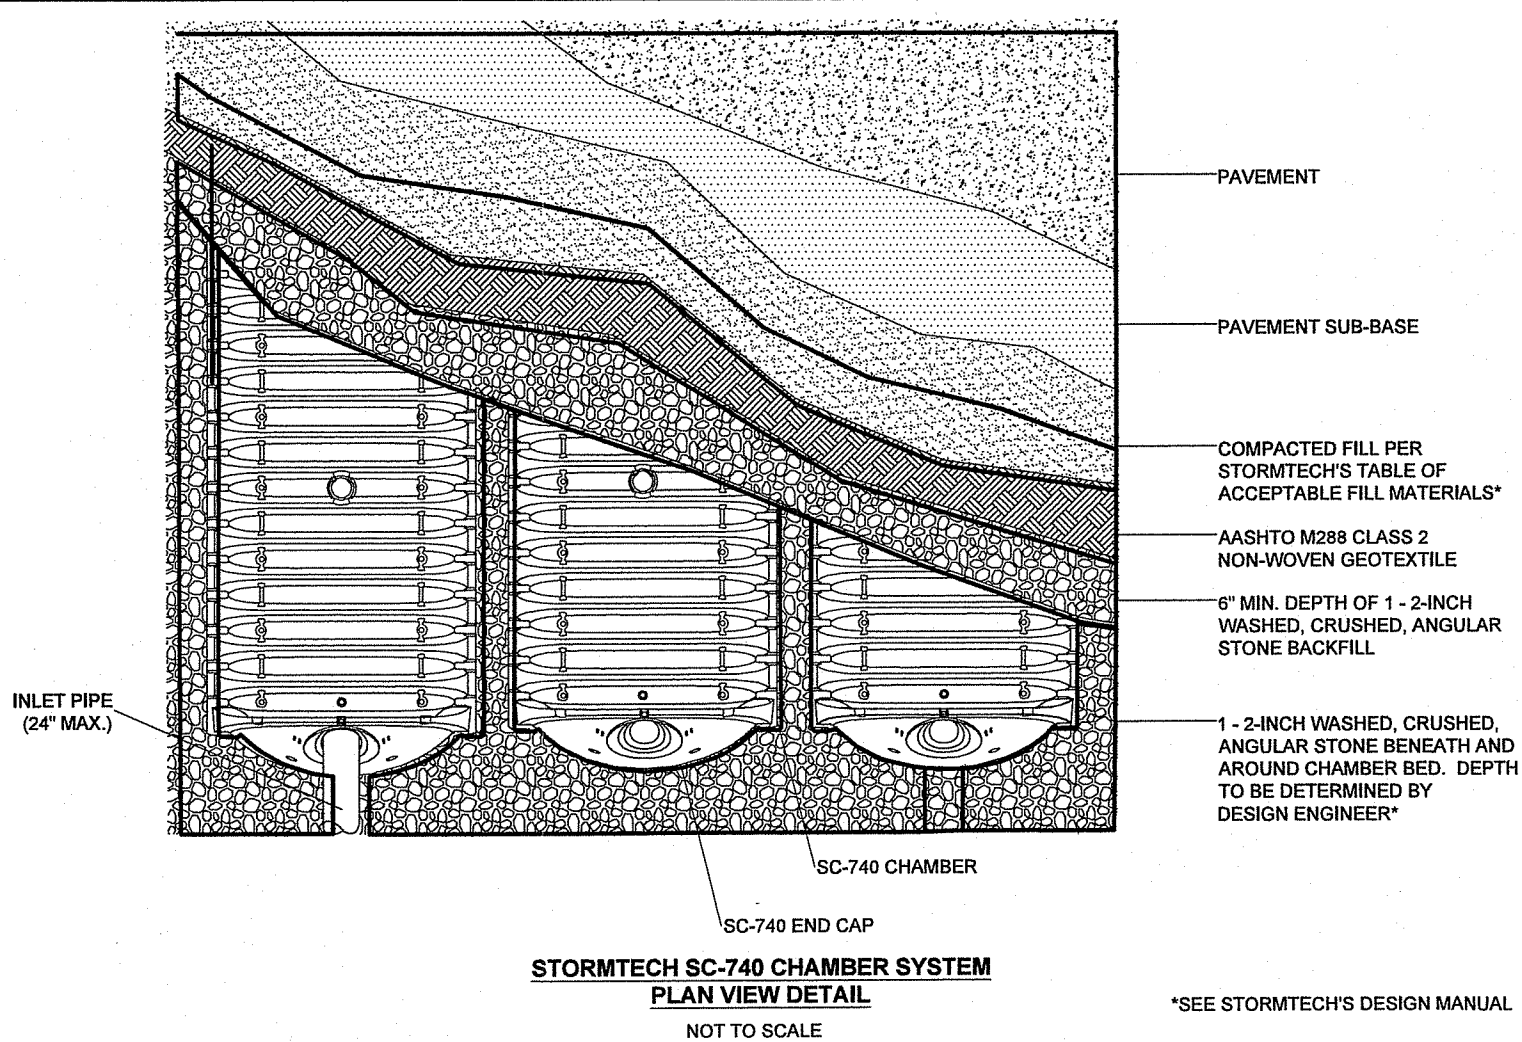 PAVEMENT
PAVEMENT SUB-BASE
COMPACTED FILL PER
STORMTECH'S TABLE OF
ACCEPTABLE FILL MATERIALS*
AASHTO M288 CLASS 2
NON-WOVEN GEOTEXTILE
6" MIN. DEPTH OF 1 - 2-INCH
WASHED, CRUSHED, ANGULAR
STONE BACKFILL
INLET PIPE
(24" MAX.)
1 - 2-INCH WASHED, CRUSHED,
ANGULAR STONE BENEATH AND
AROUND CHAMBER BED. DEPTH
TO BE DETERMINED BY
DESIGN ENGINEER*
SC-740 CHAMBER
SC-740 END CAP
STORMTECH SC-740 CHAMBER SYSTEM
PLAN VIEW DETAIL
NOT TO SCALE
*SEE STORMTECH'S DESIGN MANUAL